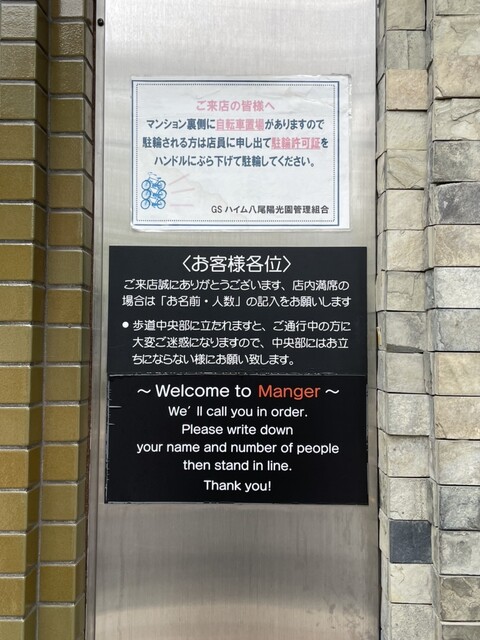 ご来店の皆様へ
マンション裏側に自転車置場がありますので
駐輪される方は店員に申し出て駐輪許可証を
ハンドルにぶら下げて駐輪してください。
GSハイム八尾陽光園管理組合
〈お客様各位〉
ご来店誠にありがとうございます、店内満席の
場合は「お名前・人数」の記入をお願いします
● 歩道中央部に立たれますと、ご通行中の方に
大変ご迷惑になりますので、中央部にはお立
ちにならない様にお願い致します。
～ Welcome to Manger ～
We'll call you in order.
Please write down
your name and number of people
then stand in line.
Thank you!